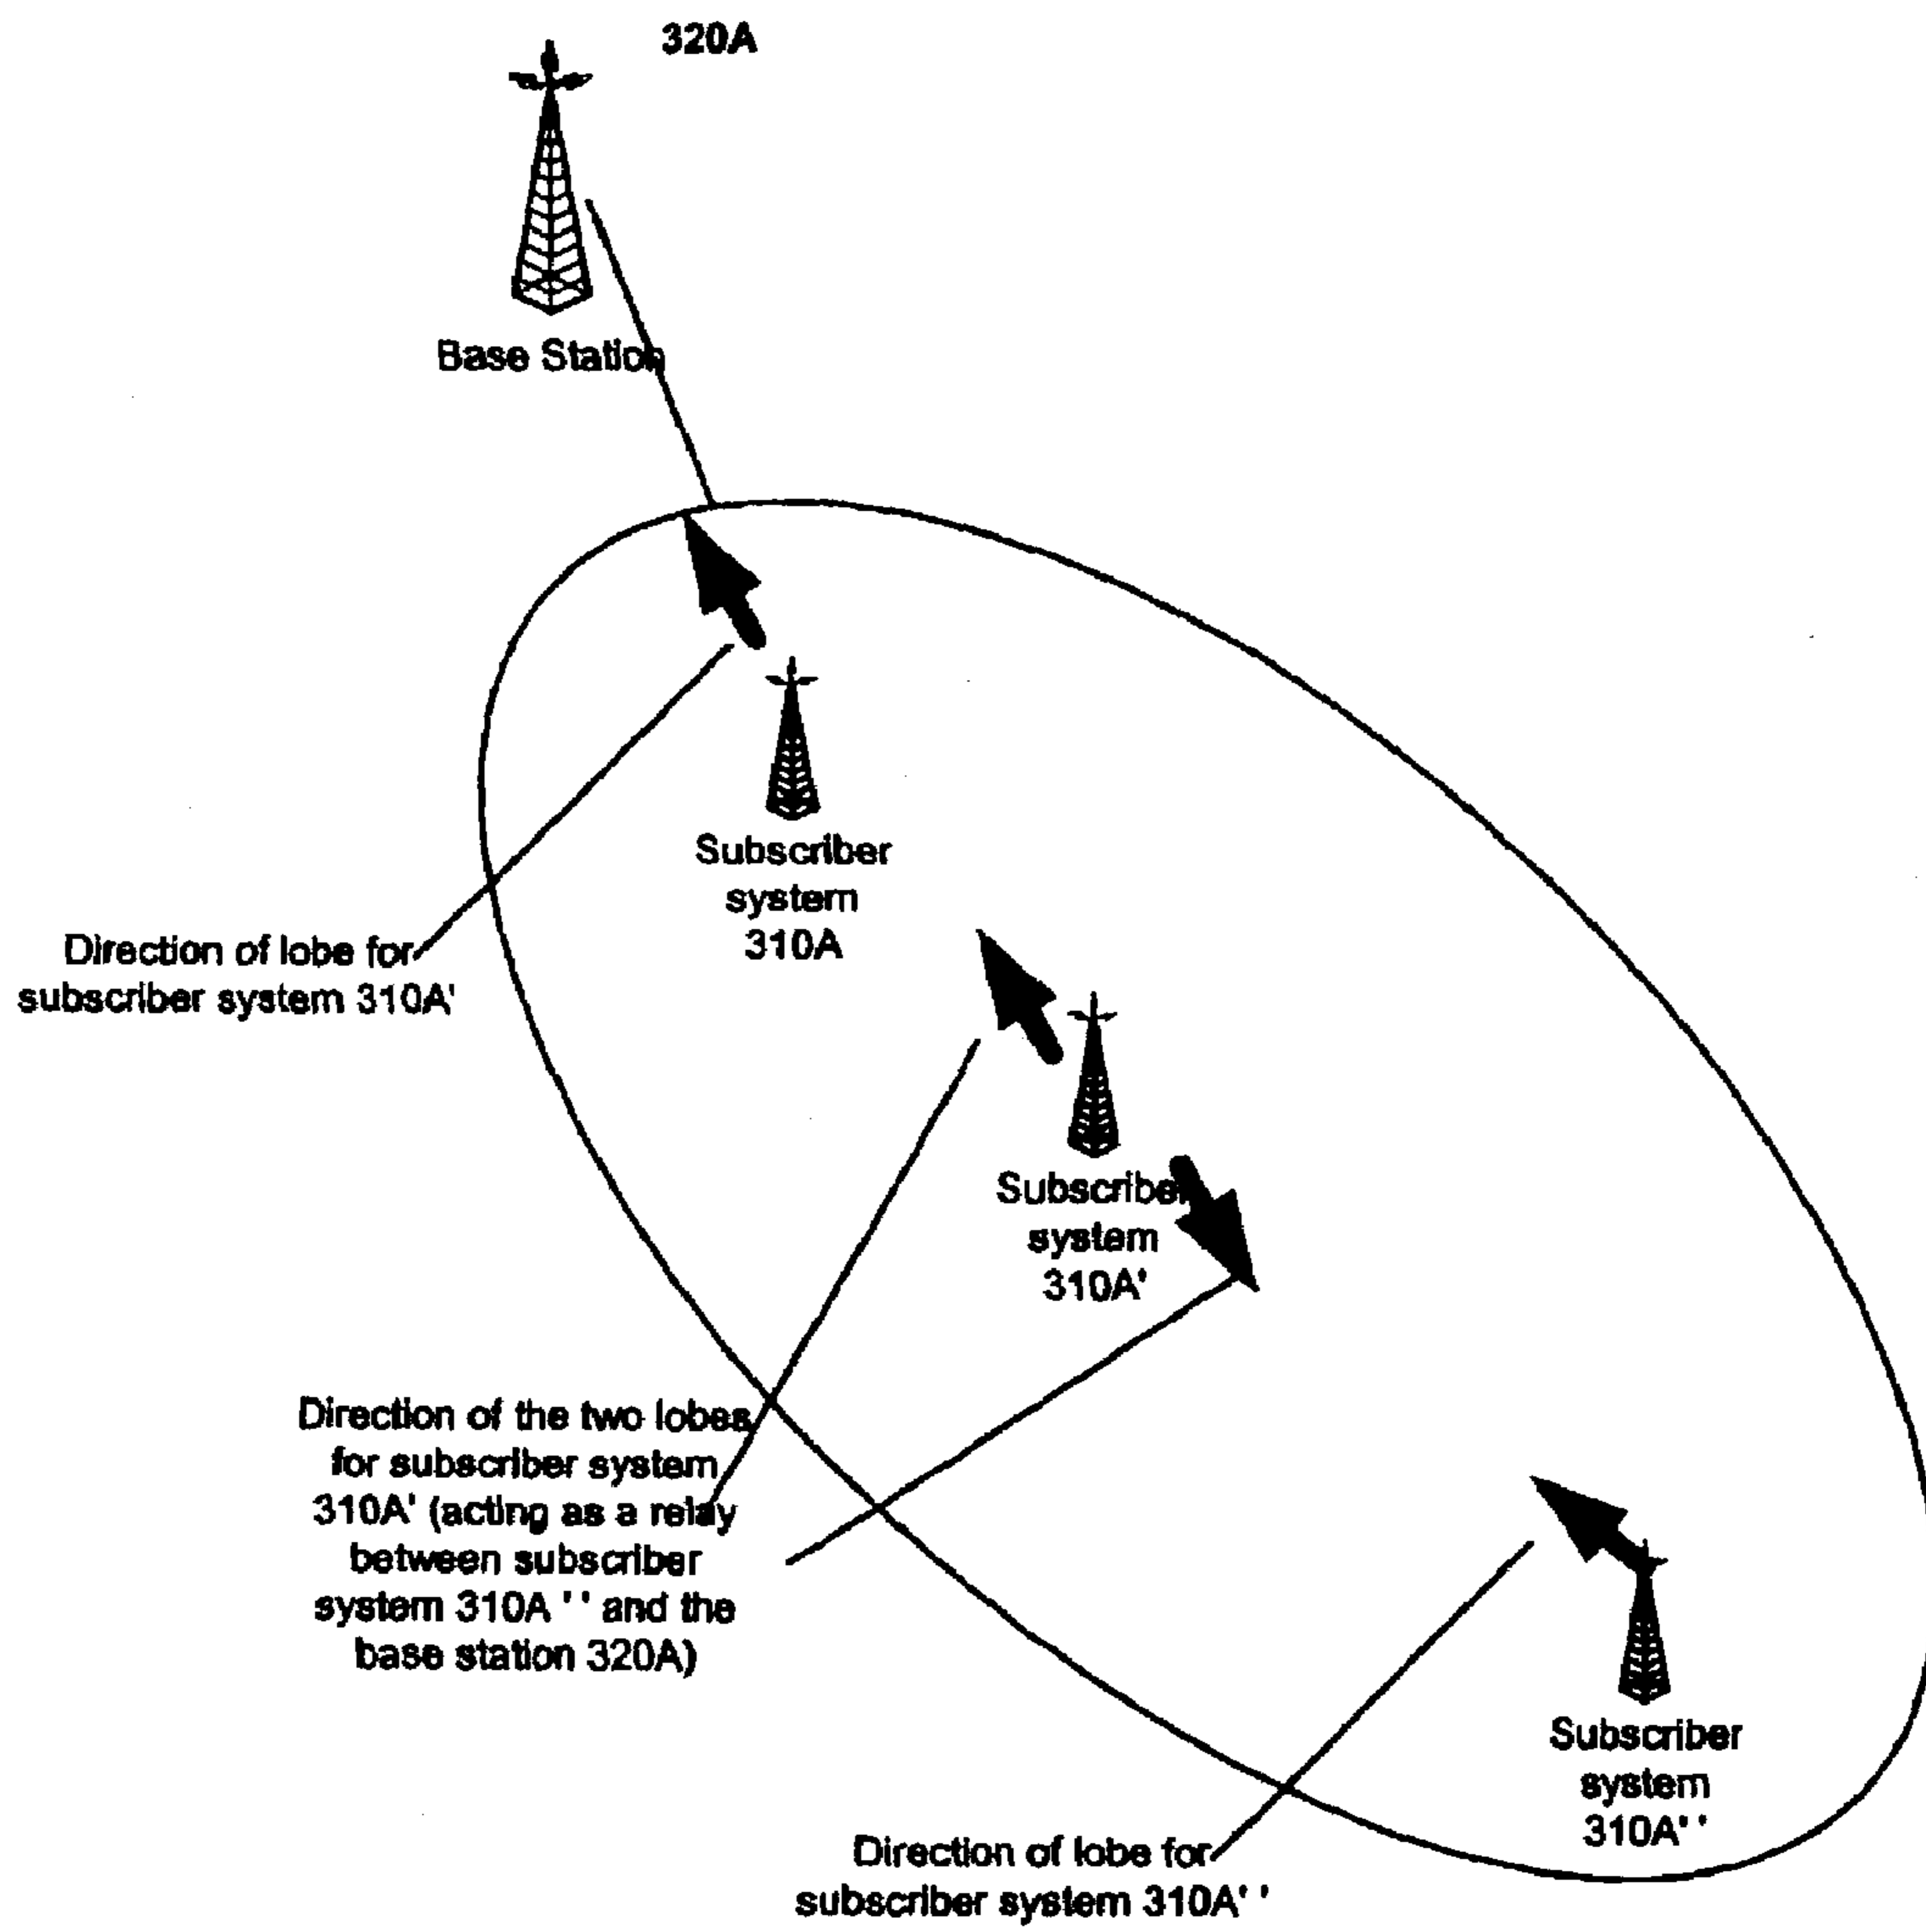 320A
Base Station
Subscriber
system
310A
Direction of lobe for
subscriber system 310A'
Subscriber
system
310A'
Direction of the two lobes
for subscriber system
310A' (acting as a relay
between subscriber
system 310A '' and the
base station 320A)
Subscriber
system
310A''
Direction of lobe for
subscriber system 310A''